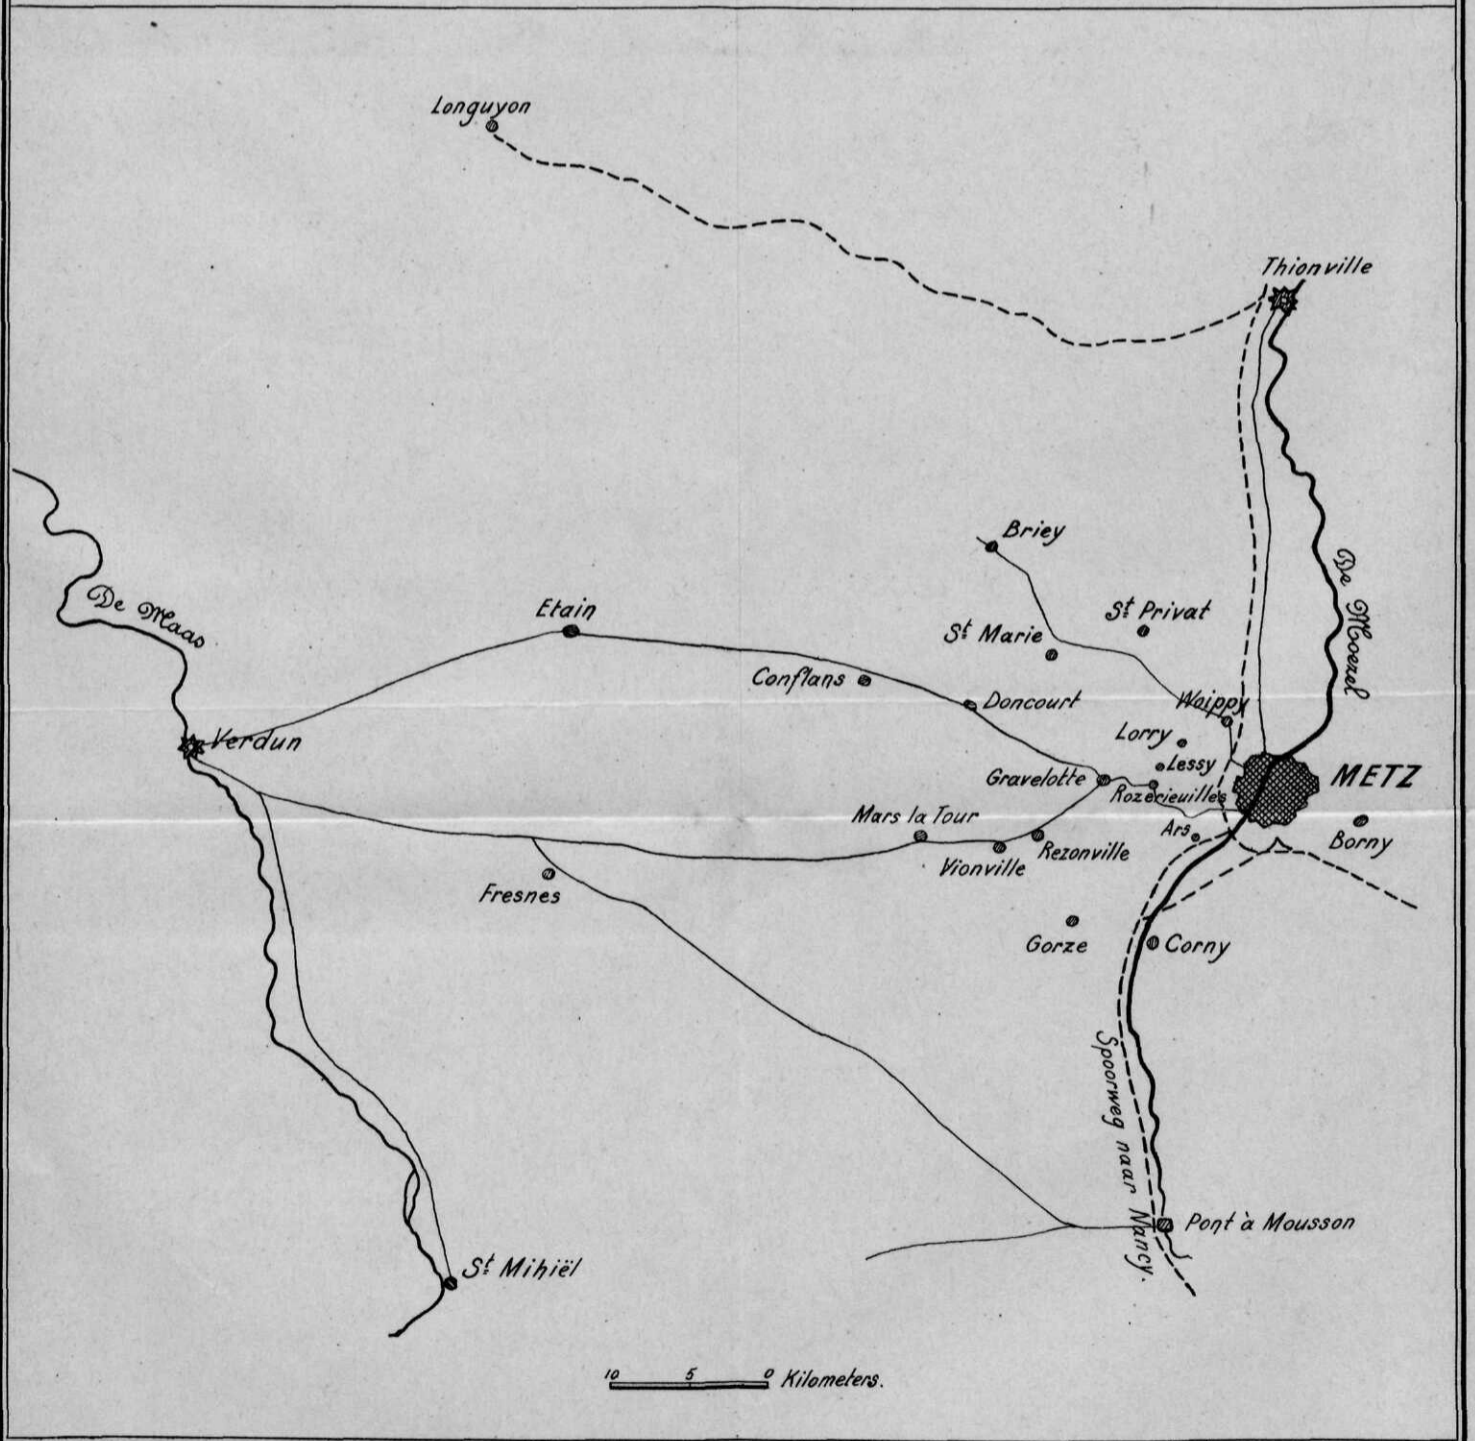 Longuyon
Thionville
Briey
De Moezel
De Maas
Etain
St Privat
St Marie
Conflans
Doncourt
Woippy
Lorry
Verdun
Lessy
METZ
Gravelotte
Rozérieuilles
Mars la Tour
Ars
Borny
Rezonville
Vionville
Fresnes
Gorze
Corny
Spoorweg naar Nancy.
Pont à Mousson
St Mihiël
10 5 0 Kilometers.